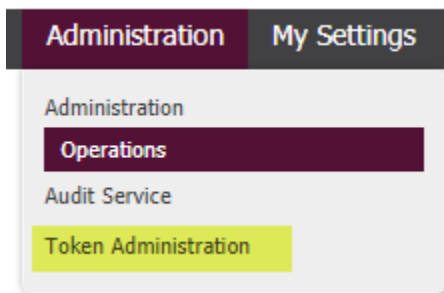 Administration My Settings
Administration
Operations
Audit Service
Token Administration